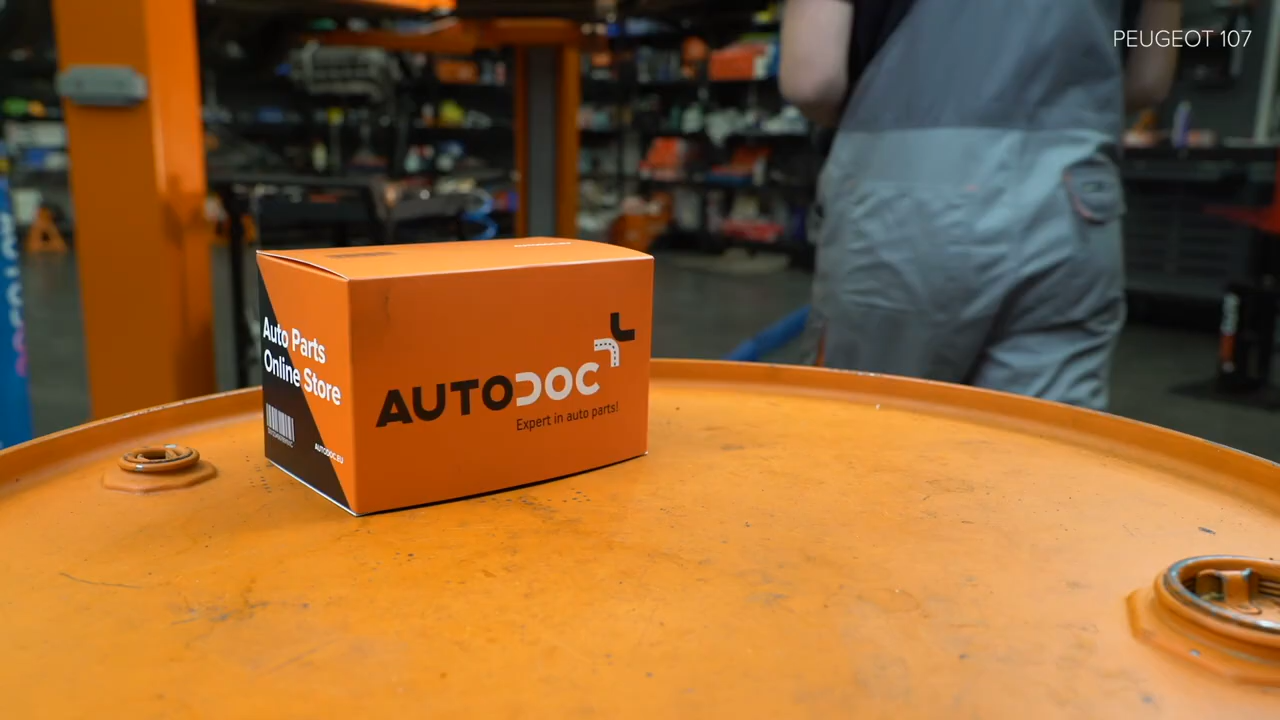 PEUGEOT 107
Auto Parts
Online Store
AUTODOC.EU
AUTODOC
Expert in auto parts!